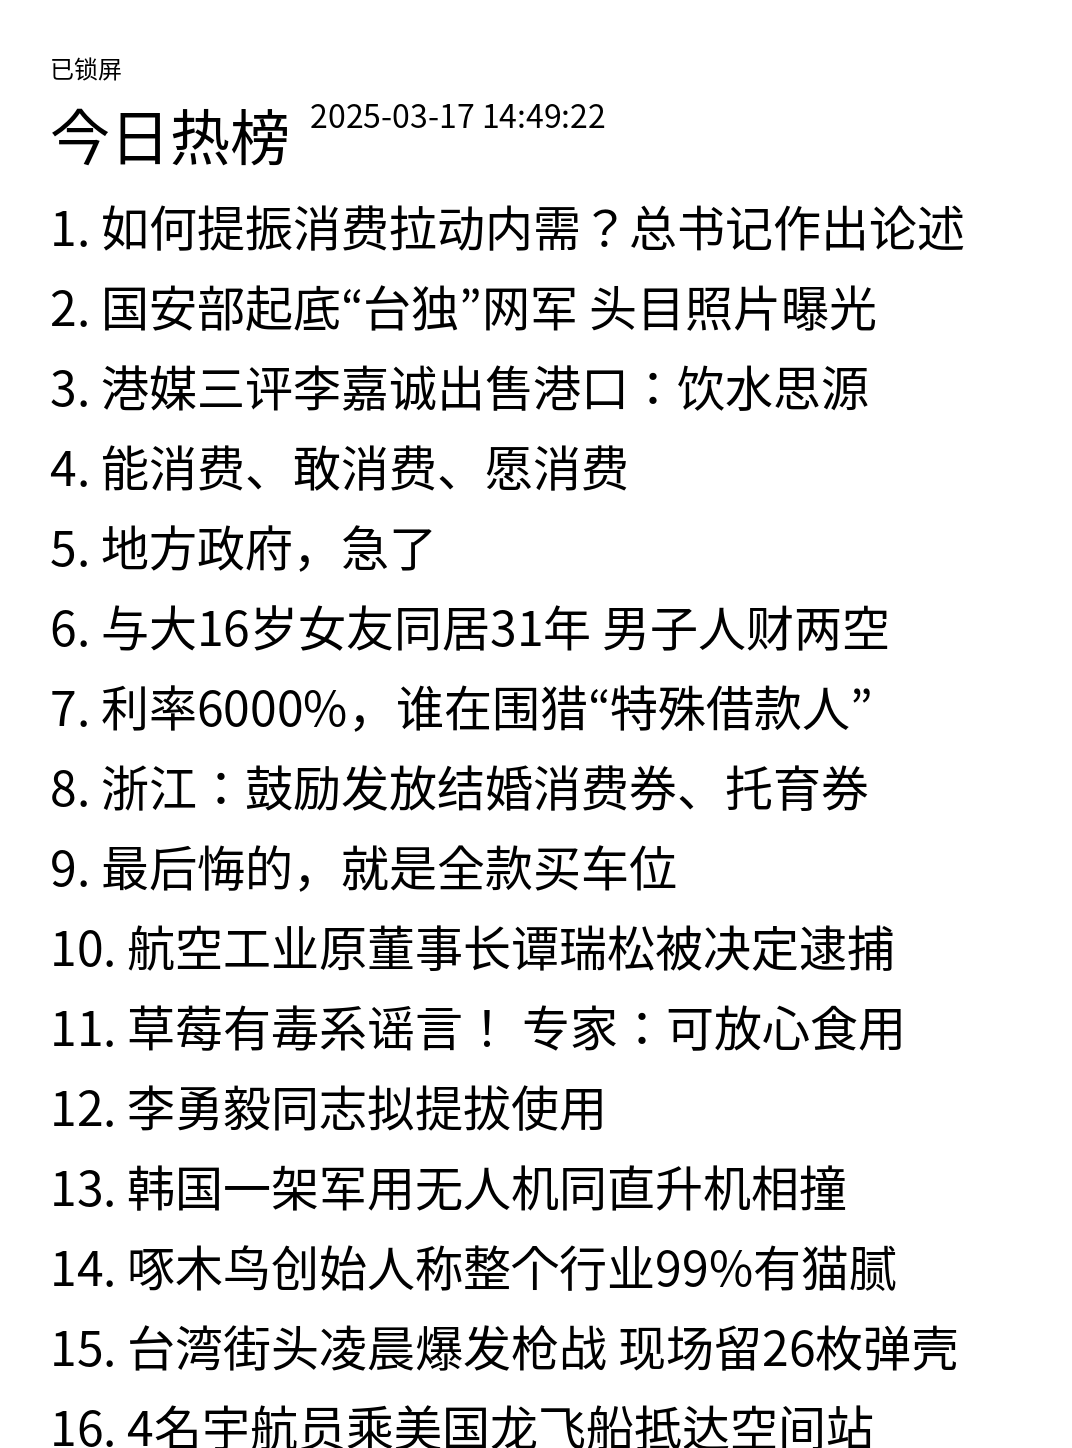 已锁屏
今日热榜 2025-03-17 14:49:22
1. 如何提振消费拉动内需？总书记作出论述
2. 国安部起底“台独”网军 头目照片曝光
3. 港媒三评李嘉诚出售港口：饮水思源
4. 能消费、敢消费、愿消费
5. 地方政府，急了
6. 与大16岁女友同居31年 男子人财两空
7. 利率6000%，谁在围猎“特殊借款人”
8. 浙江：鼓励发放结婚消费券、托育券
9. 最后悔的，就是全款买车位
10. 航空工业原董事长谭瑞松被决定逮捕
11. 草莓有毒系谣言！ 专家：可放心食用
12. 李勇毅同志拟提拔使用
13. 韩国一架军用无人机同直升机相撞
14. 啄木鸟创始人称整个行业99%有猫腻
15. 台湾街头凌晨爆发枪战 现场留26枚弹壳
16. 4名宇航员乘美国龙飞船抵达空间站